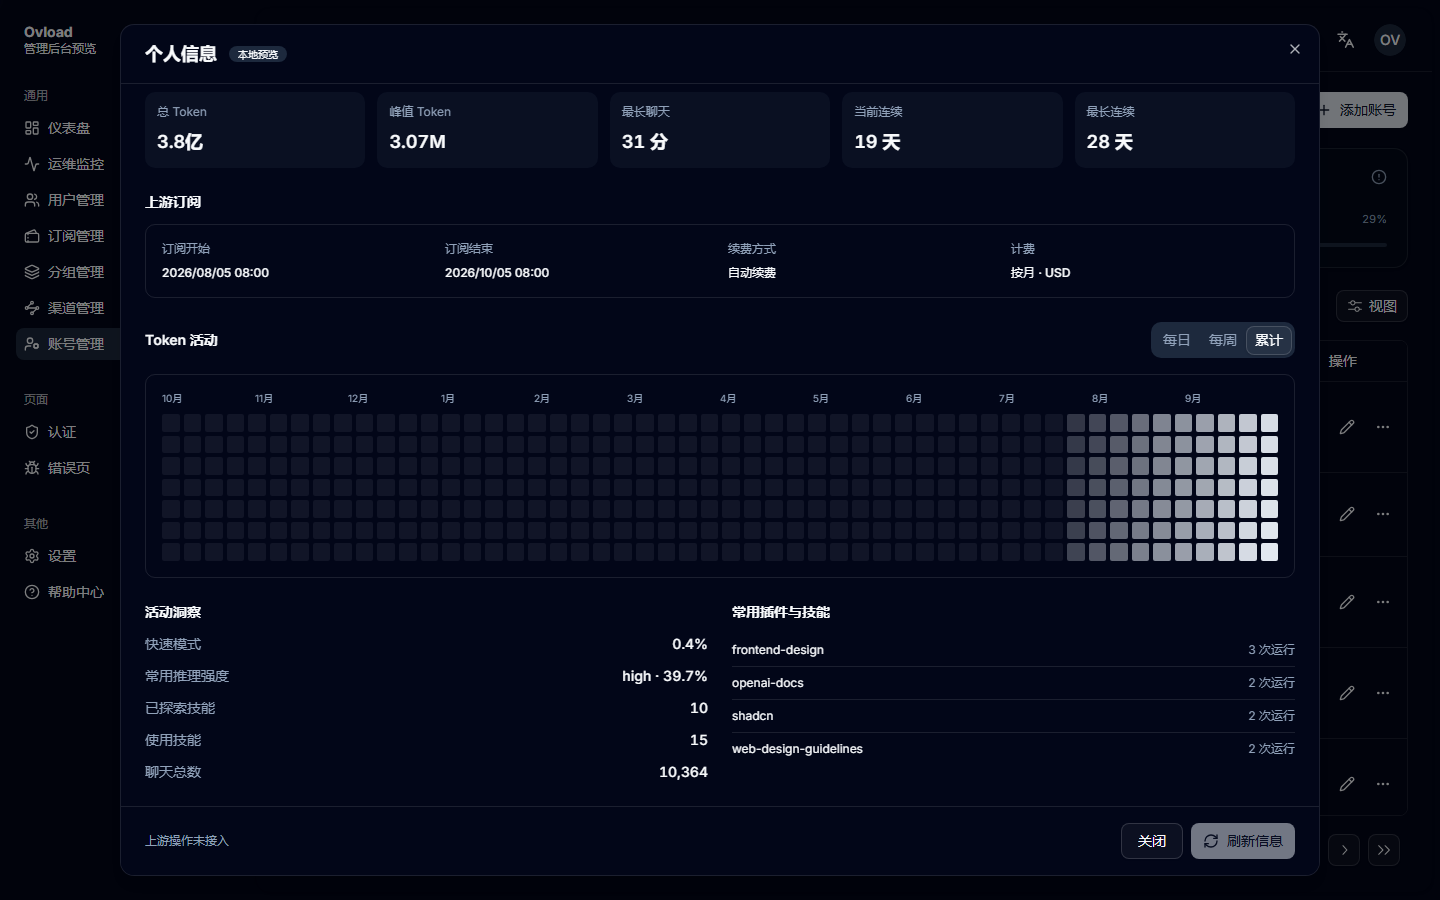 Ovload
管理后台预览
通用
仪表盘
运维监控
用户管理
订阅管理
分组管理
渠道管理
账号管理
页面
认证
错误页
其他
设置
帮助中心
个人信息 本地预览
总 Token
3.8亿
峰值 Token
3.07M
最长聊天
31 分
当前连续
19 天
最长连续
28 天
上游订阅
订阅开始
2026/08/05 08:00
订阅结束
2026/10/05 08:00
续费方式
自动续费
计费
按月 · USD
Token 活动
每日 每周 累计
10月 11月 12月 1月 2月 3月 4月 5月 6月 7月 8月 9月
活动洞察
快速模式 0.4%
常用推理强度 high · 39.7%
已探索技能 10
使用技能 15
聊天总数 10,364
常用插件与技能
frontend-design 3 次运行
openai-docs 2 次运行
shadcn 2 次运行
web-design-guidelines 2 次运行
上游操作未接入
关闭 刷新信息
OV
添加账号
29%
视图
操作